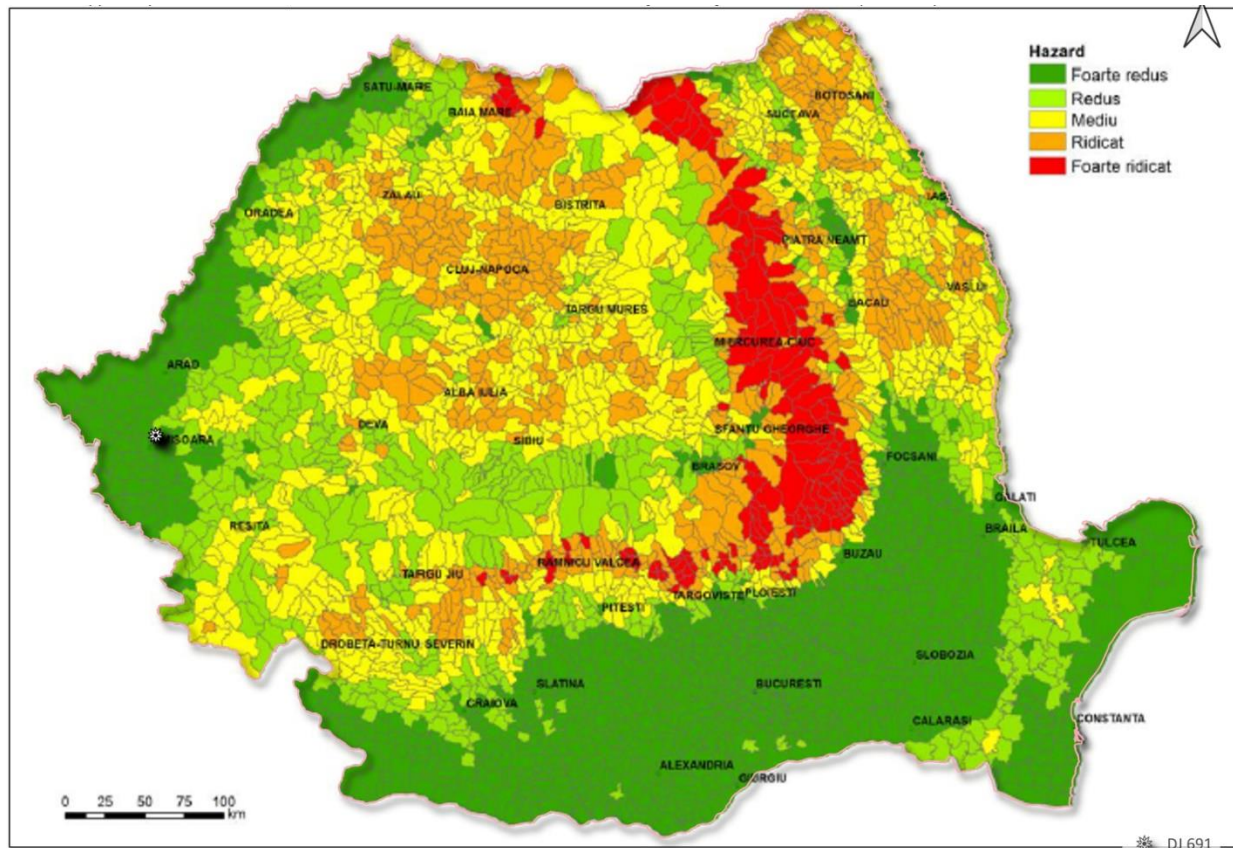 Hazard
Foarte redus
Redus
Mediu
Ridicat
Foarte ridicat
SATU-MARE
BAIA MARE
SUCEAVA
BOTOSANI
ORADEA
ZALAU
BISTRITA
PIATRA NEAMT
CLUJ-NAPOCA
TARGU MURES
BACAU
VASLUI
ARAD
MIERCUREA-CIUC
ALBA IULIA
DEVA
SIBIU
SFANTU GHEORGHE
BRASOV
FOCSANI
GALATI
BRAILA
TULCEA
RESITA
TARGU JIU
RAMNICU VALCEA
BUZAU
TARGOVISTE
PLOIESTI
PITESTI
DROBETA-TURNU SEVERIN
SLOBOZIA
SLATINA
BUCURESTI
CRAIOVA
CALARASI
CONSTANTA
ALEXANDRIA
GIURGIU
0 25 50 75 100
km
DJ 691